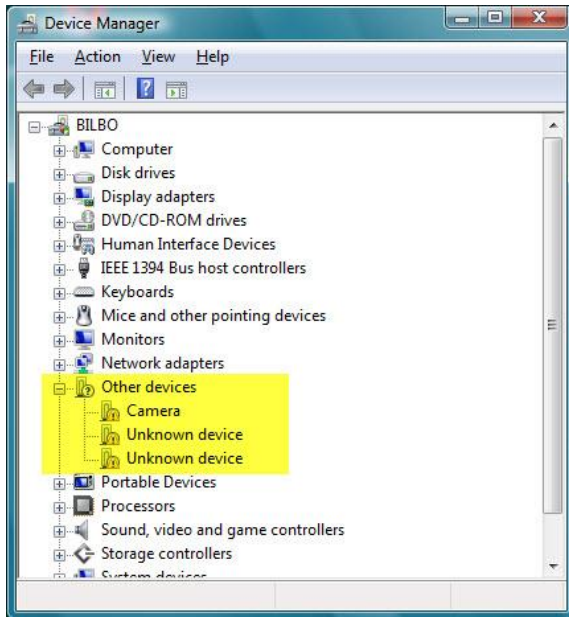 Device Manager
File Action View Help
BILBO
Computer
Disk drives
Display adapters
DVD/CD-ROM drives
Human Interface Devices
IEEE 1394 Bus host controllers
Keyboards
Mice and other pointing devices
Monitors
Network adapters
Other devices
Camera
Unknown device
Unknown device
Portable Devices
Processors
Sound, video and game controllers
Storage controllers
System devices